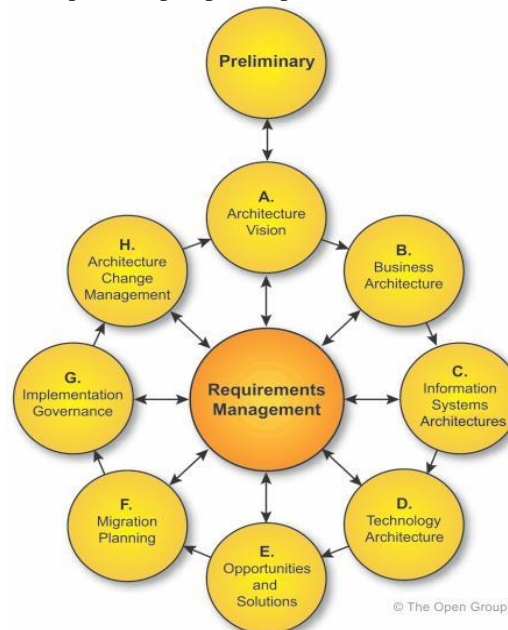 Preliminary
A.
Architecture
Vision
B.
Business
Architecture
C.
Information
Systems
Architectures
D.
Technology
Architecture
E.
Opportunities
and
Solutions
F.
Migration
Planning
G.
Implementation
Governance
H.
Architecture
Change
Management
Requirements
Management
© The Open Group